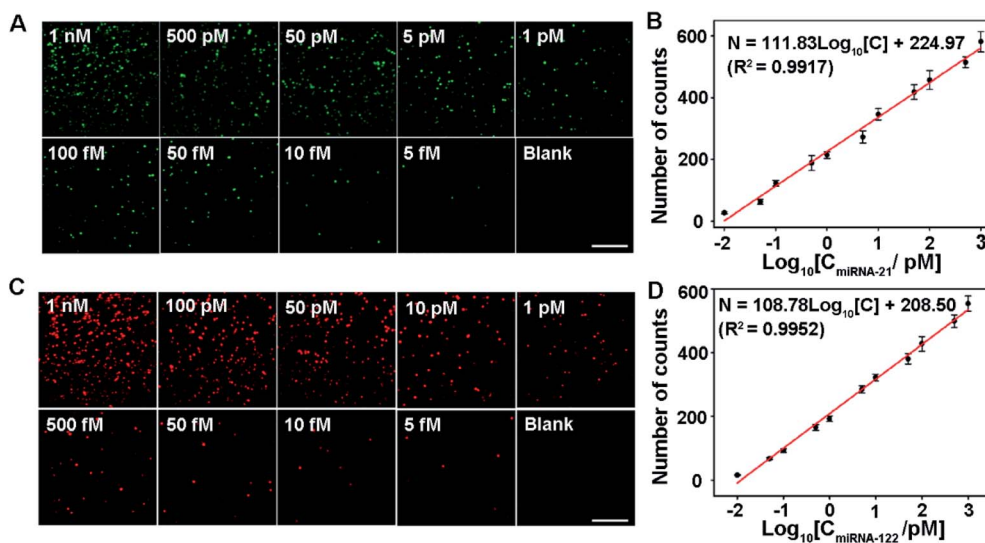 A
1 nM
500 pM
50 pM
5 pM
1 pM
100 fM
50 fM
10 fM
5 fM
Blank
B
N = 111.83Log₁₀[C] + 224.97
(R² = 0.9917)
Number of counts
600
400
200
0
-2
-1
0
1
2
3
Log₁₀[C_miRNA-21/ pM]
C
1 nM
100 pM
50 pM
10 pM
1 pM
500 fM
50 fM
10 fM
5 fM
Blank
D
N = 108.78Log₁₀[C] + 208.50
(R² = 0.9952)
Number of counts
600
400
200
0
-2
-1
0
1
2
3
Log₁₀[C_miRNA-122 /pM]